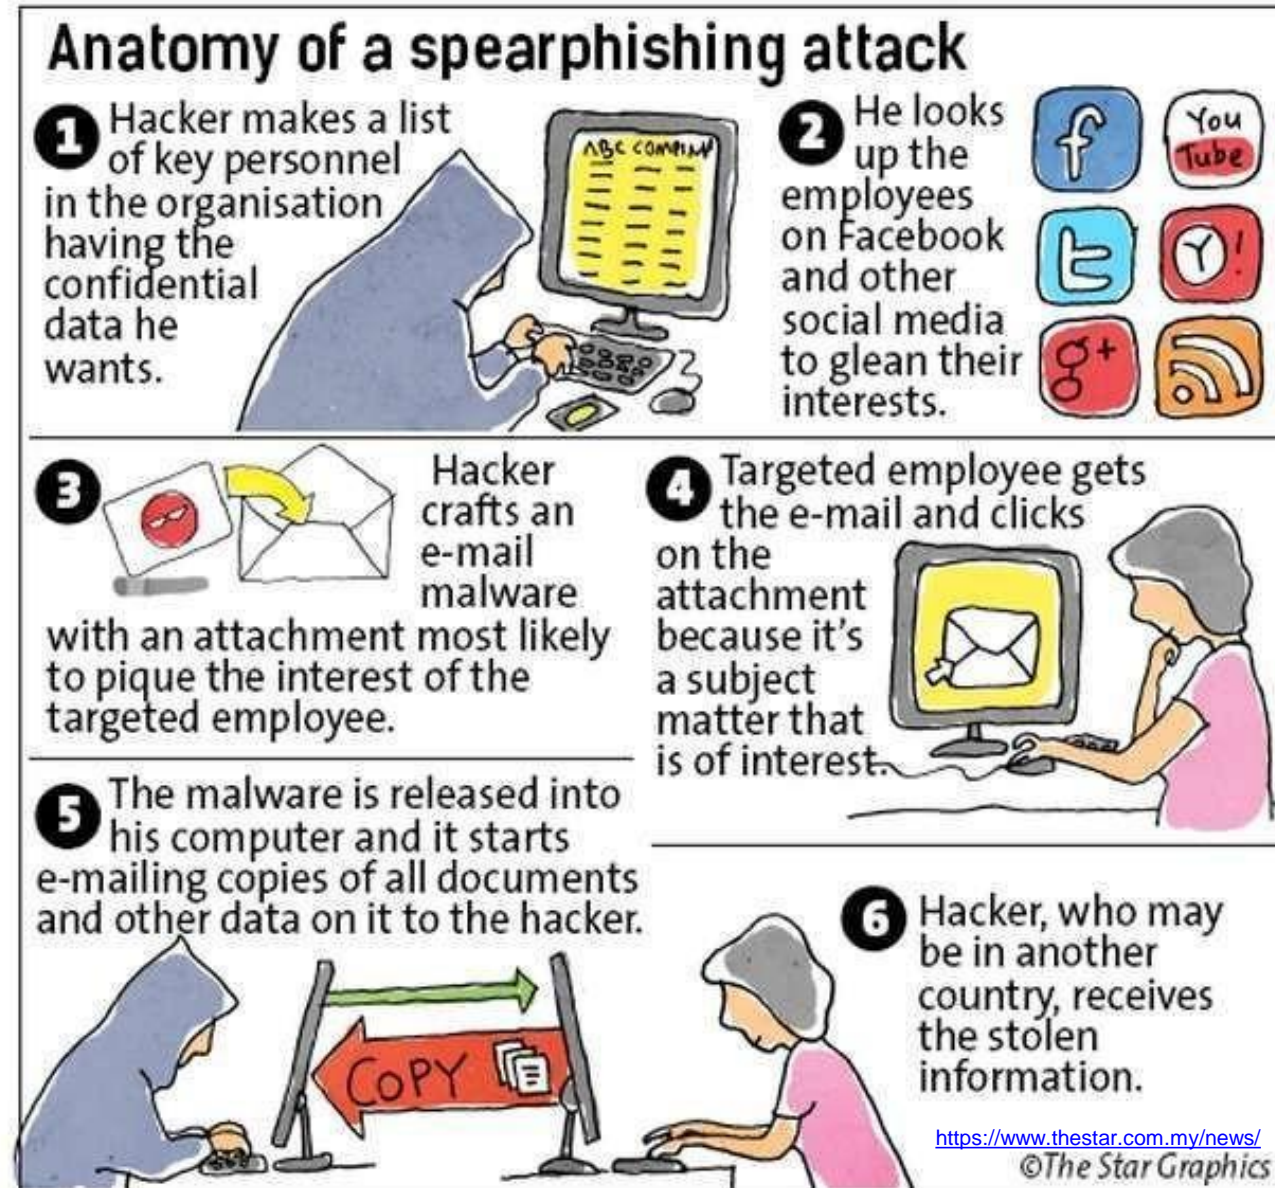 Anatomy of a spearphishing attack
1 Hacker makes a list
of key personnel
in the organisation
having the
confidential
data he
wants.
ABC COMPANY
2 He looks
up the
employees
on Facebook
and other
social media
to glean their
interests.
f
You
Tube
t
Y!
g+
3 Hacker
crafts an
e-mail
malware
with an attachment most likely
to pique the interest of the
targeted employee.
4 Targeted employee gets
the e-mail and clicks
on the
attachment
because it's
a subject
matter that
is of interest.
5 The malware is released into
his computer and it starts
e-mailing copies of all documents
and other data on it to the hacker.
COPY
6 Hacker, who may
be in another
country, receives
the stolen
information.
https://www.thestar.com.my/news/
©The Star Graphics